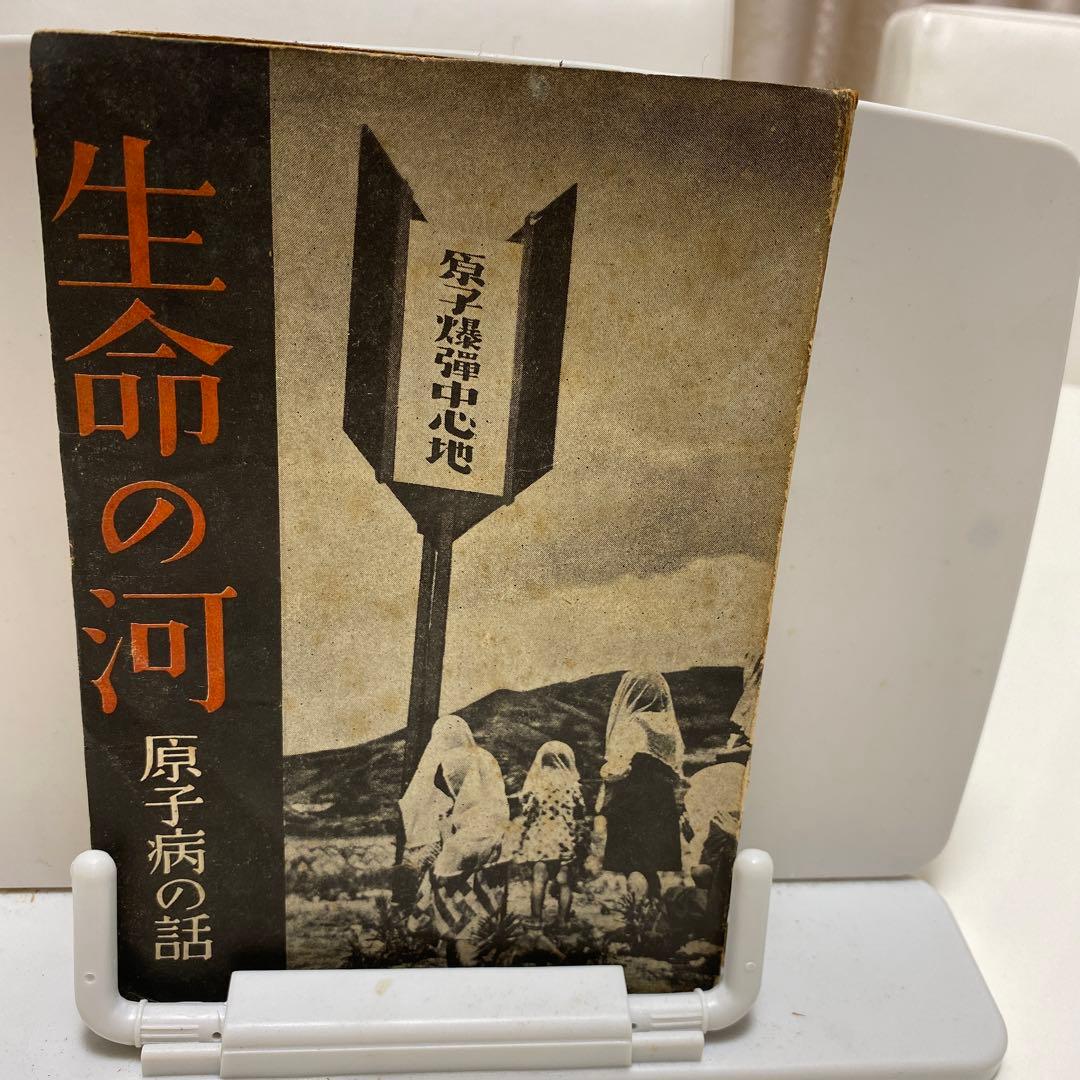 生命の河
原子病の話
原子爆彈中心地